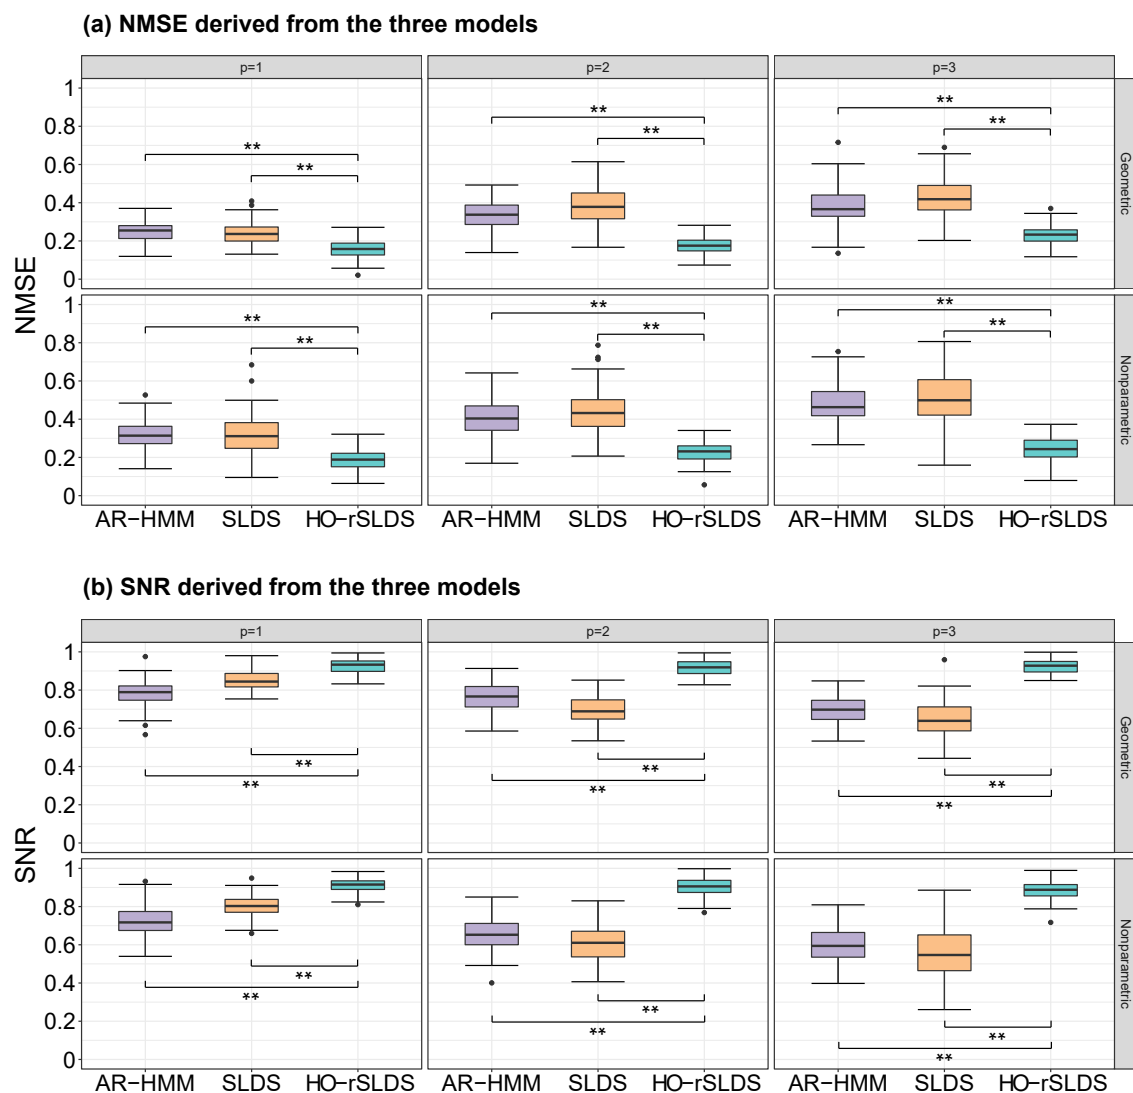 (a) NMSE derived from the three models
p=1
p=2
p=3
NMSE
1
0.8
0.6
0.4
0.2
0
**
**
**
**
**
**
Geometric
1
0.8
0.6
0.4
0.2
0
**
**
**
**
**
**
Nonparametric
AR−HMM SLDS HO−rSLDS
AR−HMM SLDS HO−rSLDS
AR−HMM SLDS HO−rSLDS
(b) SNR derived from the three models
p=1
p=2
p=3
SNR
1
0.8
0.6
0.4
0.2
0
**
**
**
**
**
**
Geometric
1
0.8
0.6
0.4
0.2
0
**
**
**
**
**
**
Nonparametric
AR−HMM SLDS HO−rSLDS
AR−HMM SLDS HO−rSLDS
AR−HMM SLDS HO−rSLDS